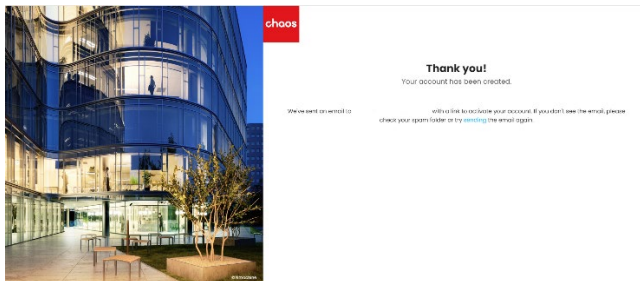 chaos
Thank you!
Your account has been created.
We've sent an email to with a link to activate your account. If you don't see the email, please
check your spam folder or try sending the email again.